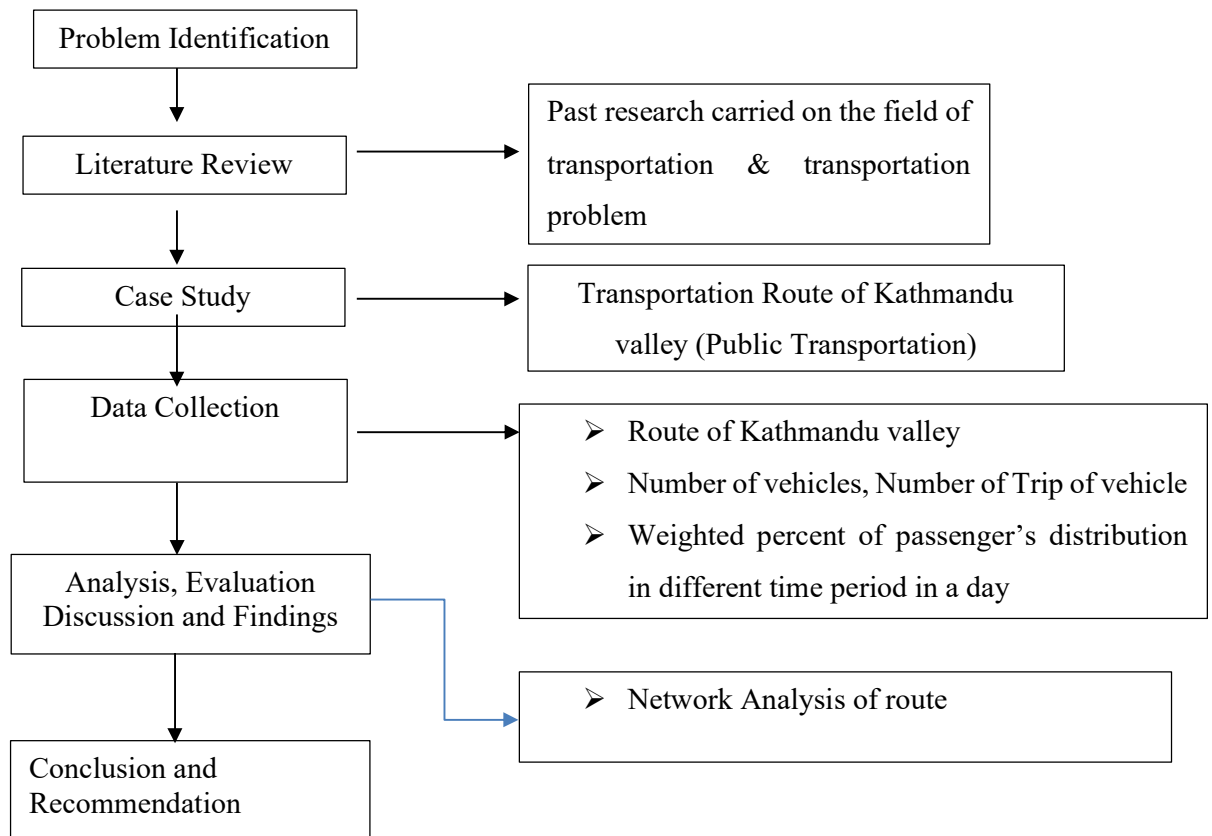 Problem Identification
Literature Review
Past research carried on the field of
transportation & transportation
problem
Case Study
Transportation Route of Kathmandu
valley (Public Transportation)
Data Collection
➢ Route of Kathmandu valley
➢ Number of vehicles, Number of Trip of vehicle
➢ Weighted percent of passenger’s distribution
in different time period in a day
Analysis, Evaluation
Discussion and Findings
➢ Network Analysis of route
Conclusion and
Recommendation